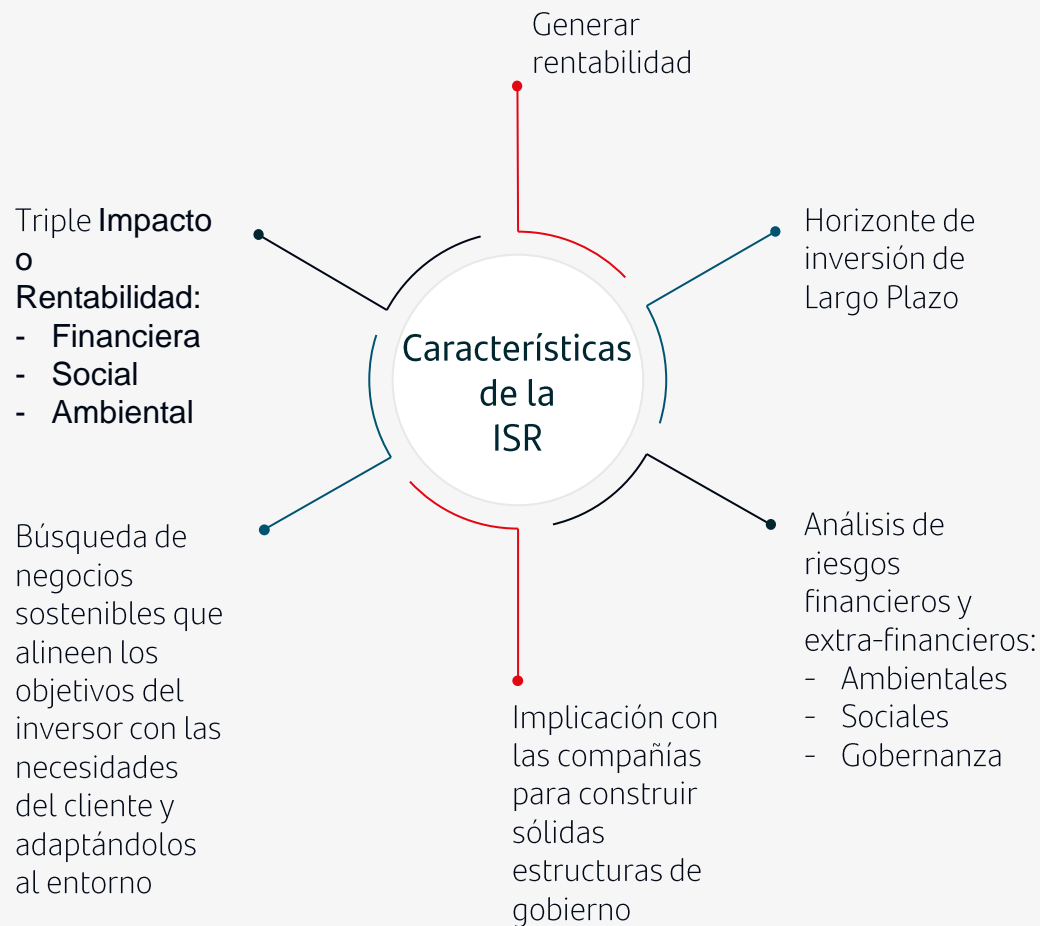 Generar
rentabilidad
Triple Impacto
o
Rentabilidad:
- Financiera
- Social
- Ambiental
Horizonte de
inversión de
Largo Plazo
Características
de la
ISR
Búsqueda de
negocios
sostenibles que
alineen los
objetivos del
inversor con las
necesidades
del cliente y
adaptándolos
al entorno
Análisis de
riesgos
financieros y
extra-financieros:
- Ambientales
- Sociales
- Gobernanza
Implicación con
las compañías
para construir
sólidas
estructuras de
gobierno